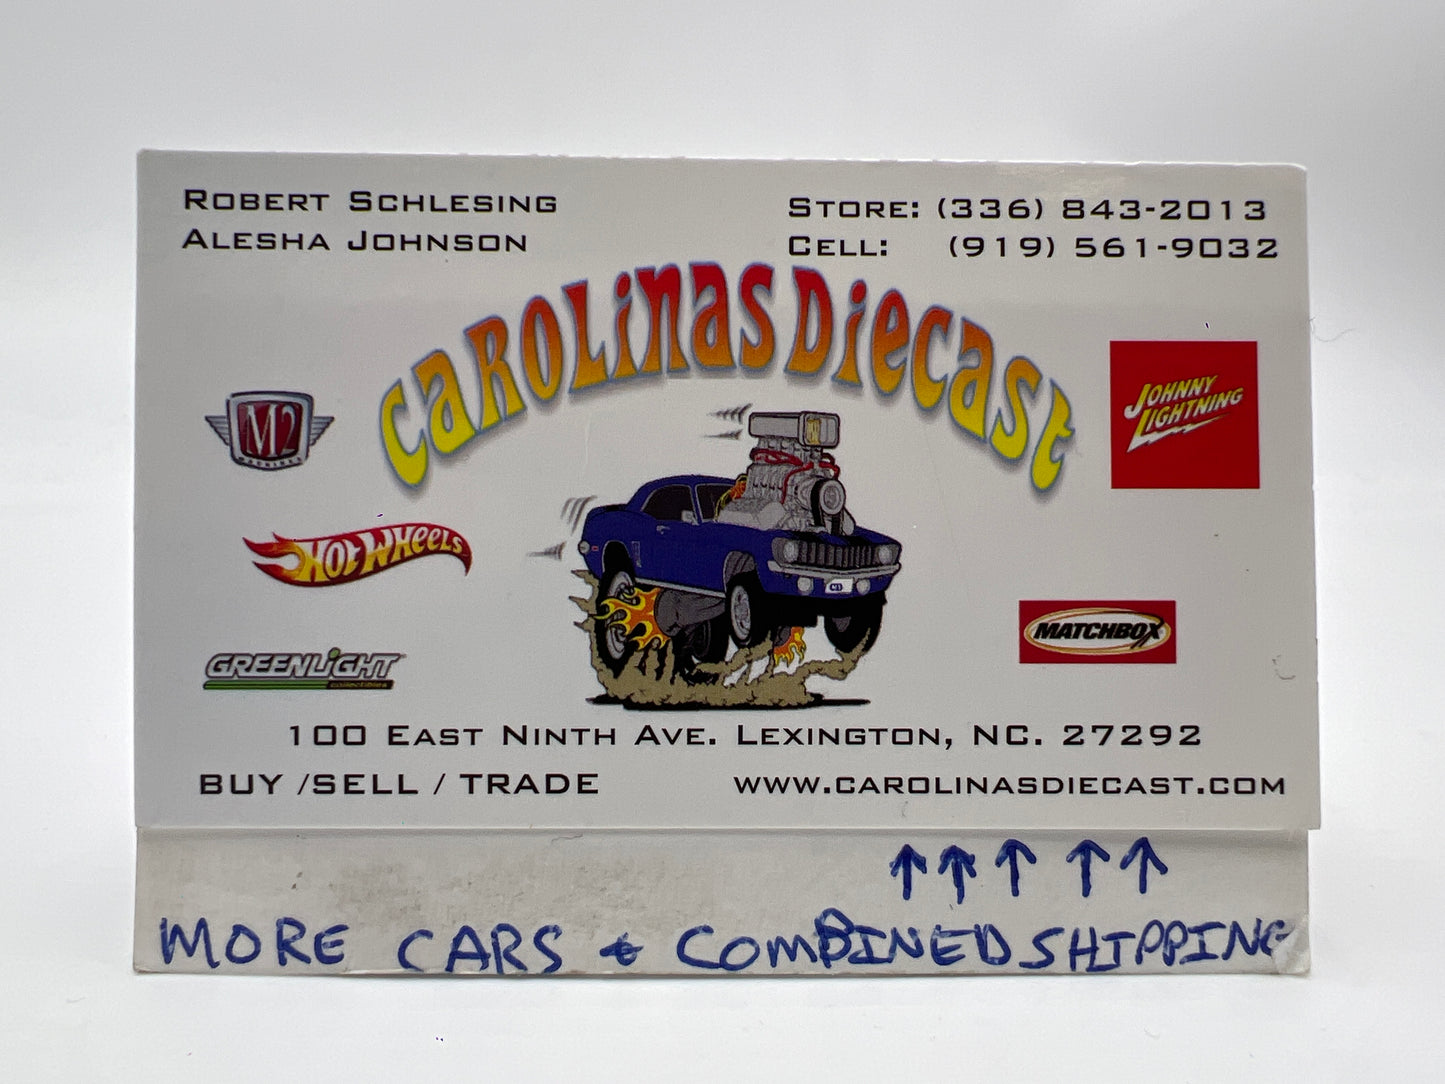 ROBERT SCHLESING
ALESHA JOHNSON
STORE: (336) 843-2013
CELL: (919) 561-9032
CAROLINAS DIECAST
M2
MACHINES
JOHNNY
LIGHTNING
HOT WHEELS
MATCHBOX
GREENLIGHT
collectibles
100 EAST NINTH AVE. LEXINGTON, NC. 27292
BUY /SELL / TRADE
WWW.CAROLINASDIECAST.COM
↑ ↑ ↑ ↑ ↑
MORE CARS & COMBINED SHIPPING